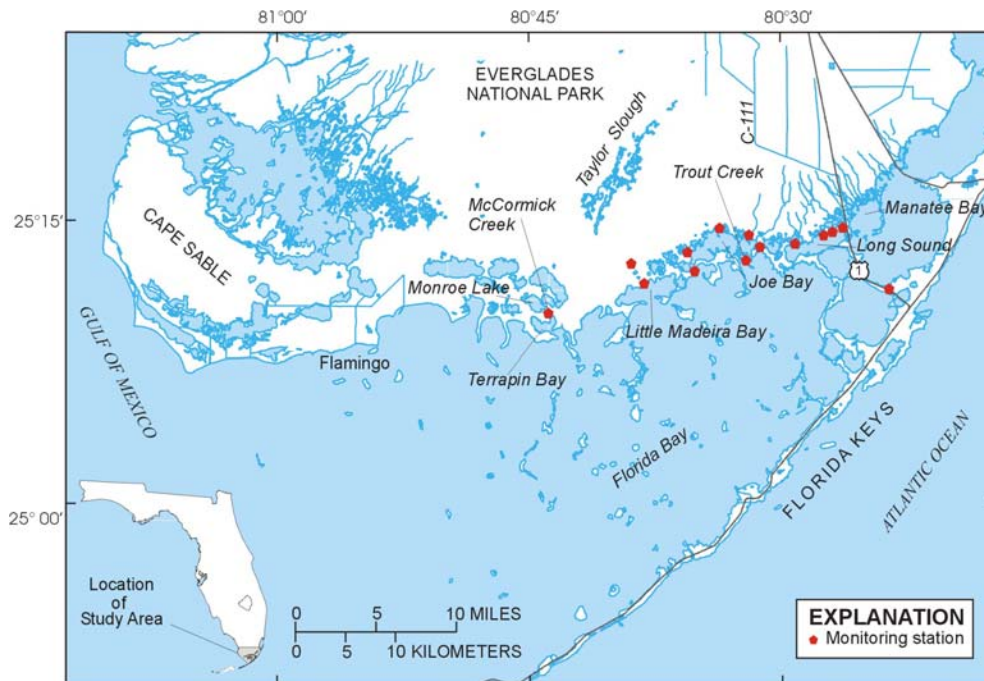 81°00′
80°45′
80°30′
EVERGLADES
NATIONAL PARK
Taylor Slough
C-111
Trout Creek
McCormick
Creek
25°15′
Manatee Bay
CAPE SABLE
Long Sound
1
Joe Bay
Monroe Lake
Little Madeira Bay
Flamingo
Terrapin Bay
GULF OF MEXICO
Florida Bay
FLORIDA KEYS
ATLANTIC OCEAN
25° 00′
Location
of
Study Area
0 5 10 MILES
0 5 10 KILOMETERS
EXPLANATION
Monitoring station